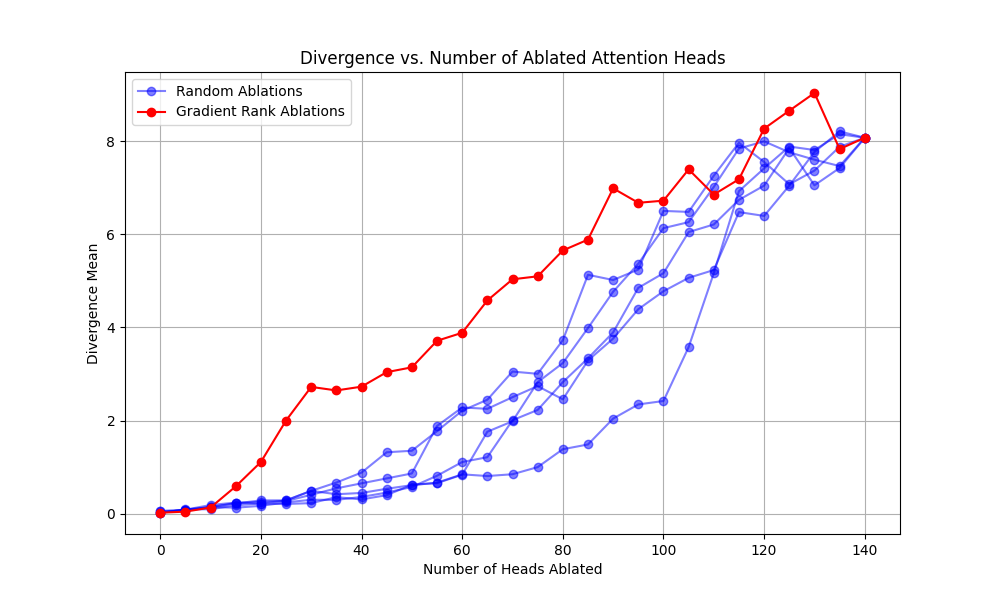 Divergence vs. Number of Ablated Attention Heads
Random Ablations
Gradient Rank Ablations
Divergence Mean
8
6
4
2
0
0 20 40 60 80 100 120 140
Number of Heads Ablated